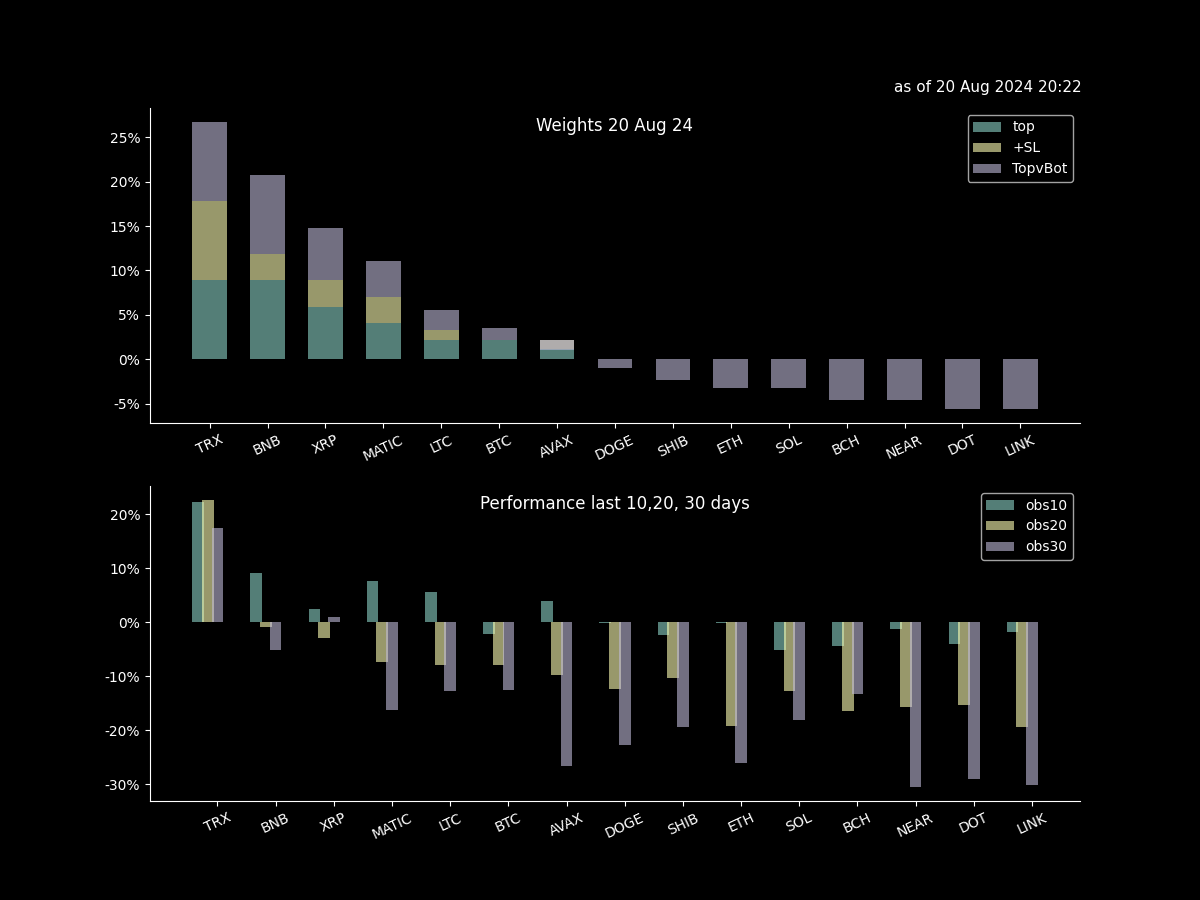 as of 20 Aug 2024 20:22
Weights 20 Aug 24
top
+SL
TopvBot
25%
20%
15%
10%
5%
0%
-5%
TRX BNB XRP MATIC LTC BTC AVAX DOGE SHIB ETH SOL BCH NEAR DOT LINK
Performance last 10,20, 30 days
obs10
obs20
obs30
20%
10%
0%
-10%
-20%
-30%
TRX BNB XRP MATIC LTC BTC AVAX DOGE SHIB ETH SOL BCH NEAR DOT LINK